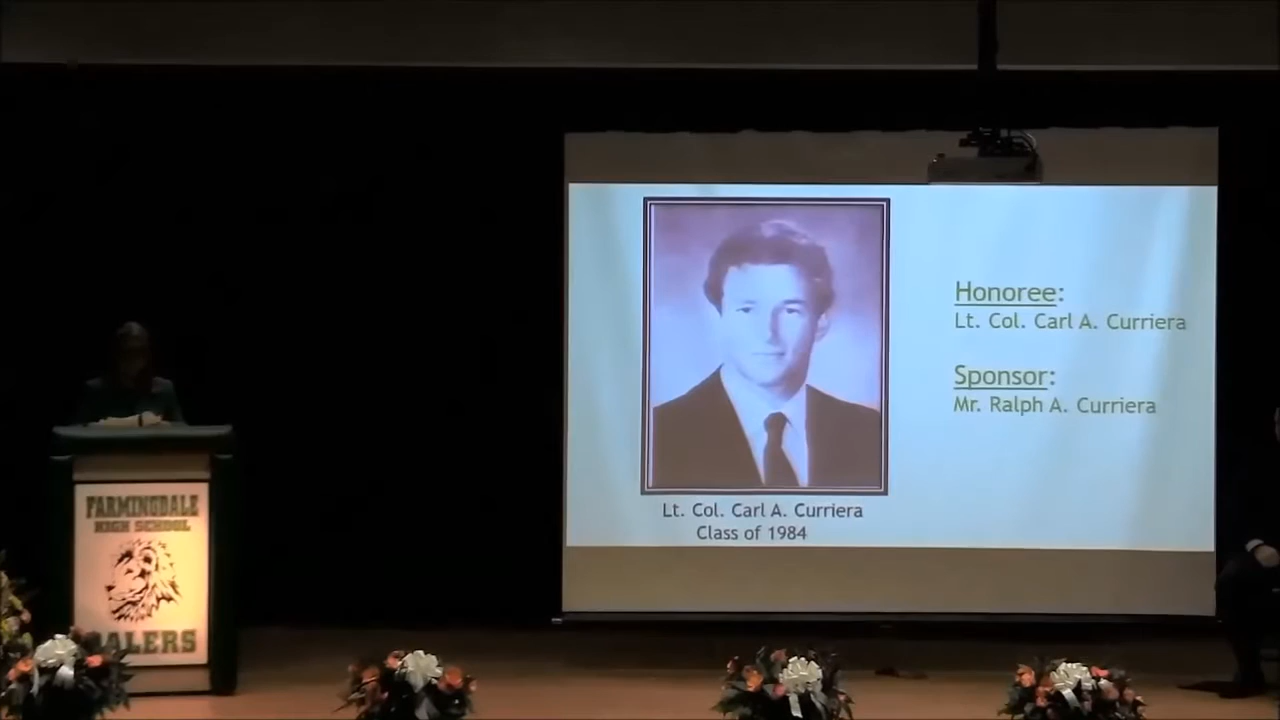 FARMINGDALE
HIGH SCHOOL
DALERS
Honoree:
Lt. Col. Carl A. Curriera
Sponsor:
Mr. Ralph A. Curriera
Lt. Col. Carl A. Curriera
Class of 1984